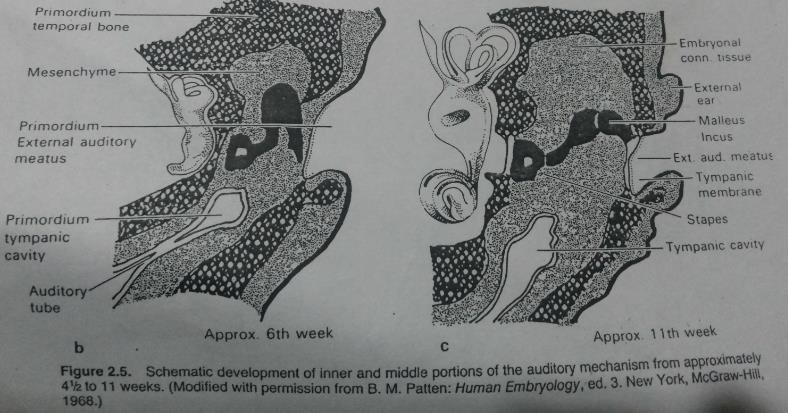 Primordium
temporal bone
Mesenchyme
Primordium
External auditory
meatus
Primordium
tympanic
cavity
Auditory
tube
b
Approx. 6th week
Embryonal
conn. tissue
External
ear
Malleus
Incus
Ext. aud. meatus
Tympanic
membrane
Stapes
Tympanic cavity
c
Approx. 11th week
Figure 2.5. Schematic development of inner and middle portions of the auditory mechanism from approximately
4½ to 11 weeks. (Modified with permission from B. M. Patten: Human Embryology, ed. 3. New York, McGraw-Hill,
1968.)